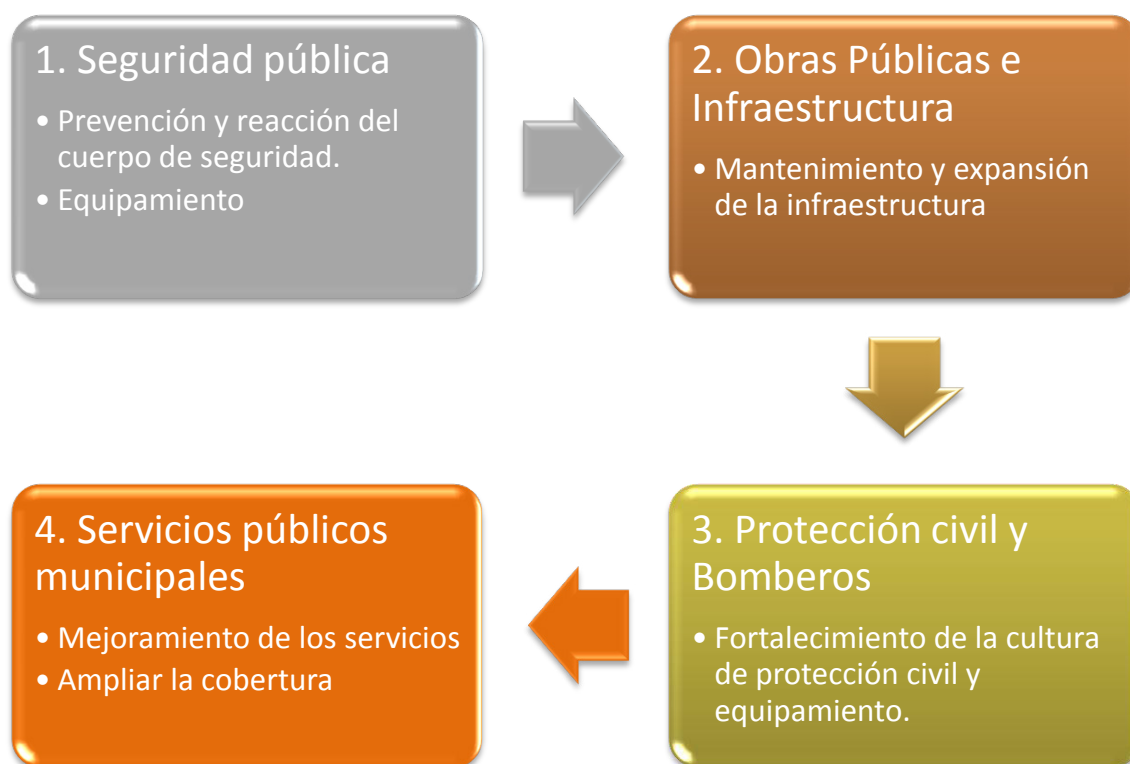 1. Seguridad pública
• Prevención y reacción del
cuerpo de seguridad.
• Equipamiento
2. Obras Públicas e
Infraestructura
• Mantenimiento y expansión
de la infraestructura
3. Protección civil y
Bomberos
• Fortalecimiento de la cultura
de protección civil y
equipamiento.
4. Servicios públicos
municipales
• Mejoramiento de los servicios
• Ampliar la cobertura